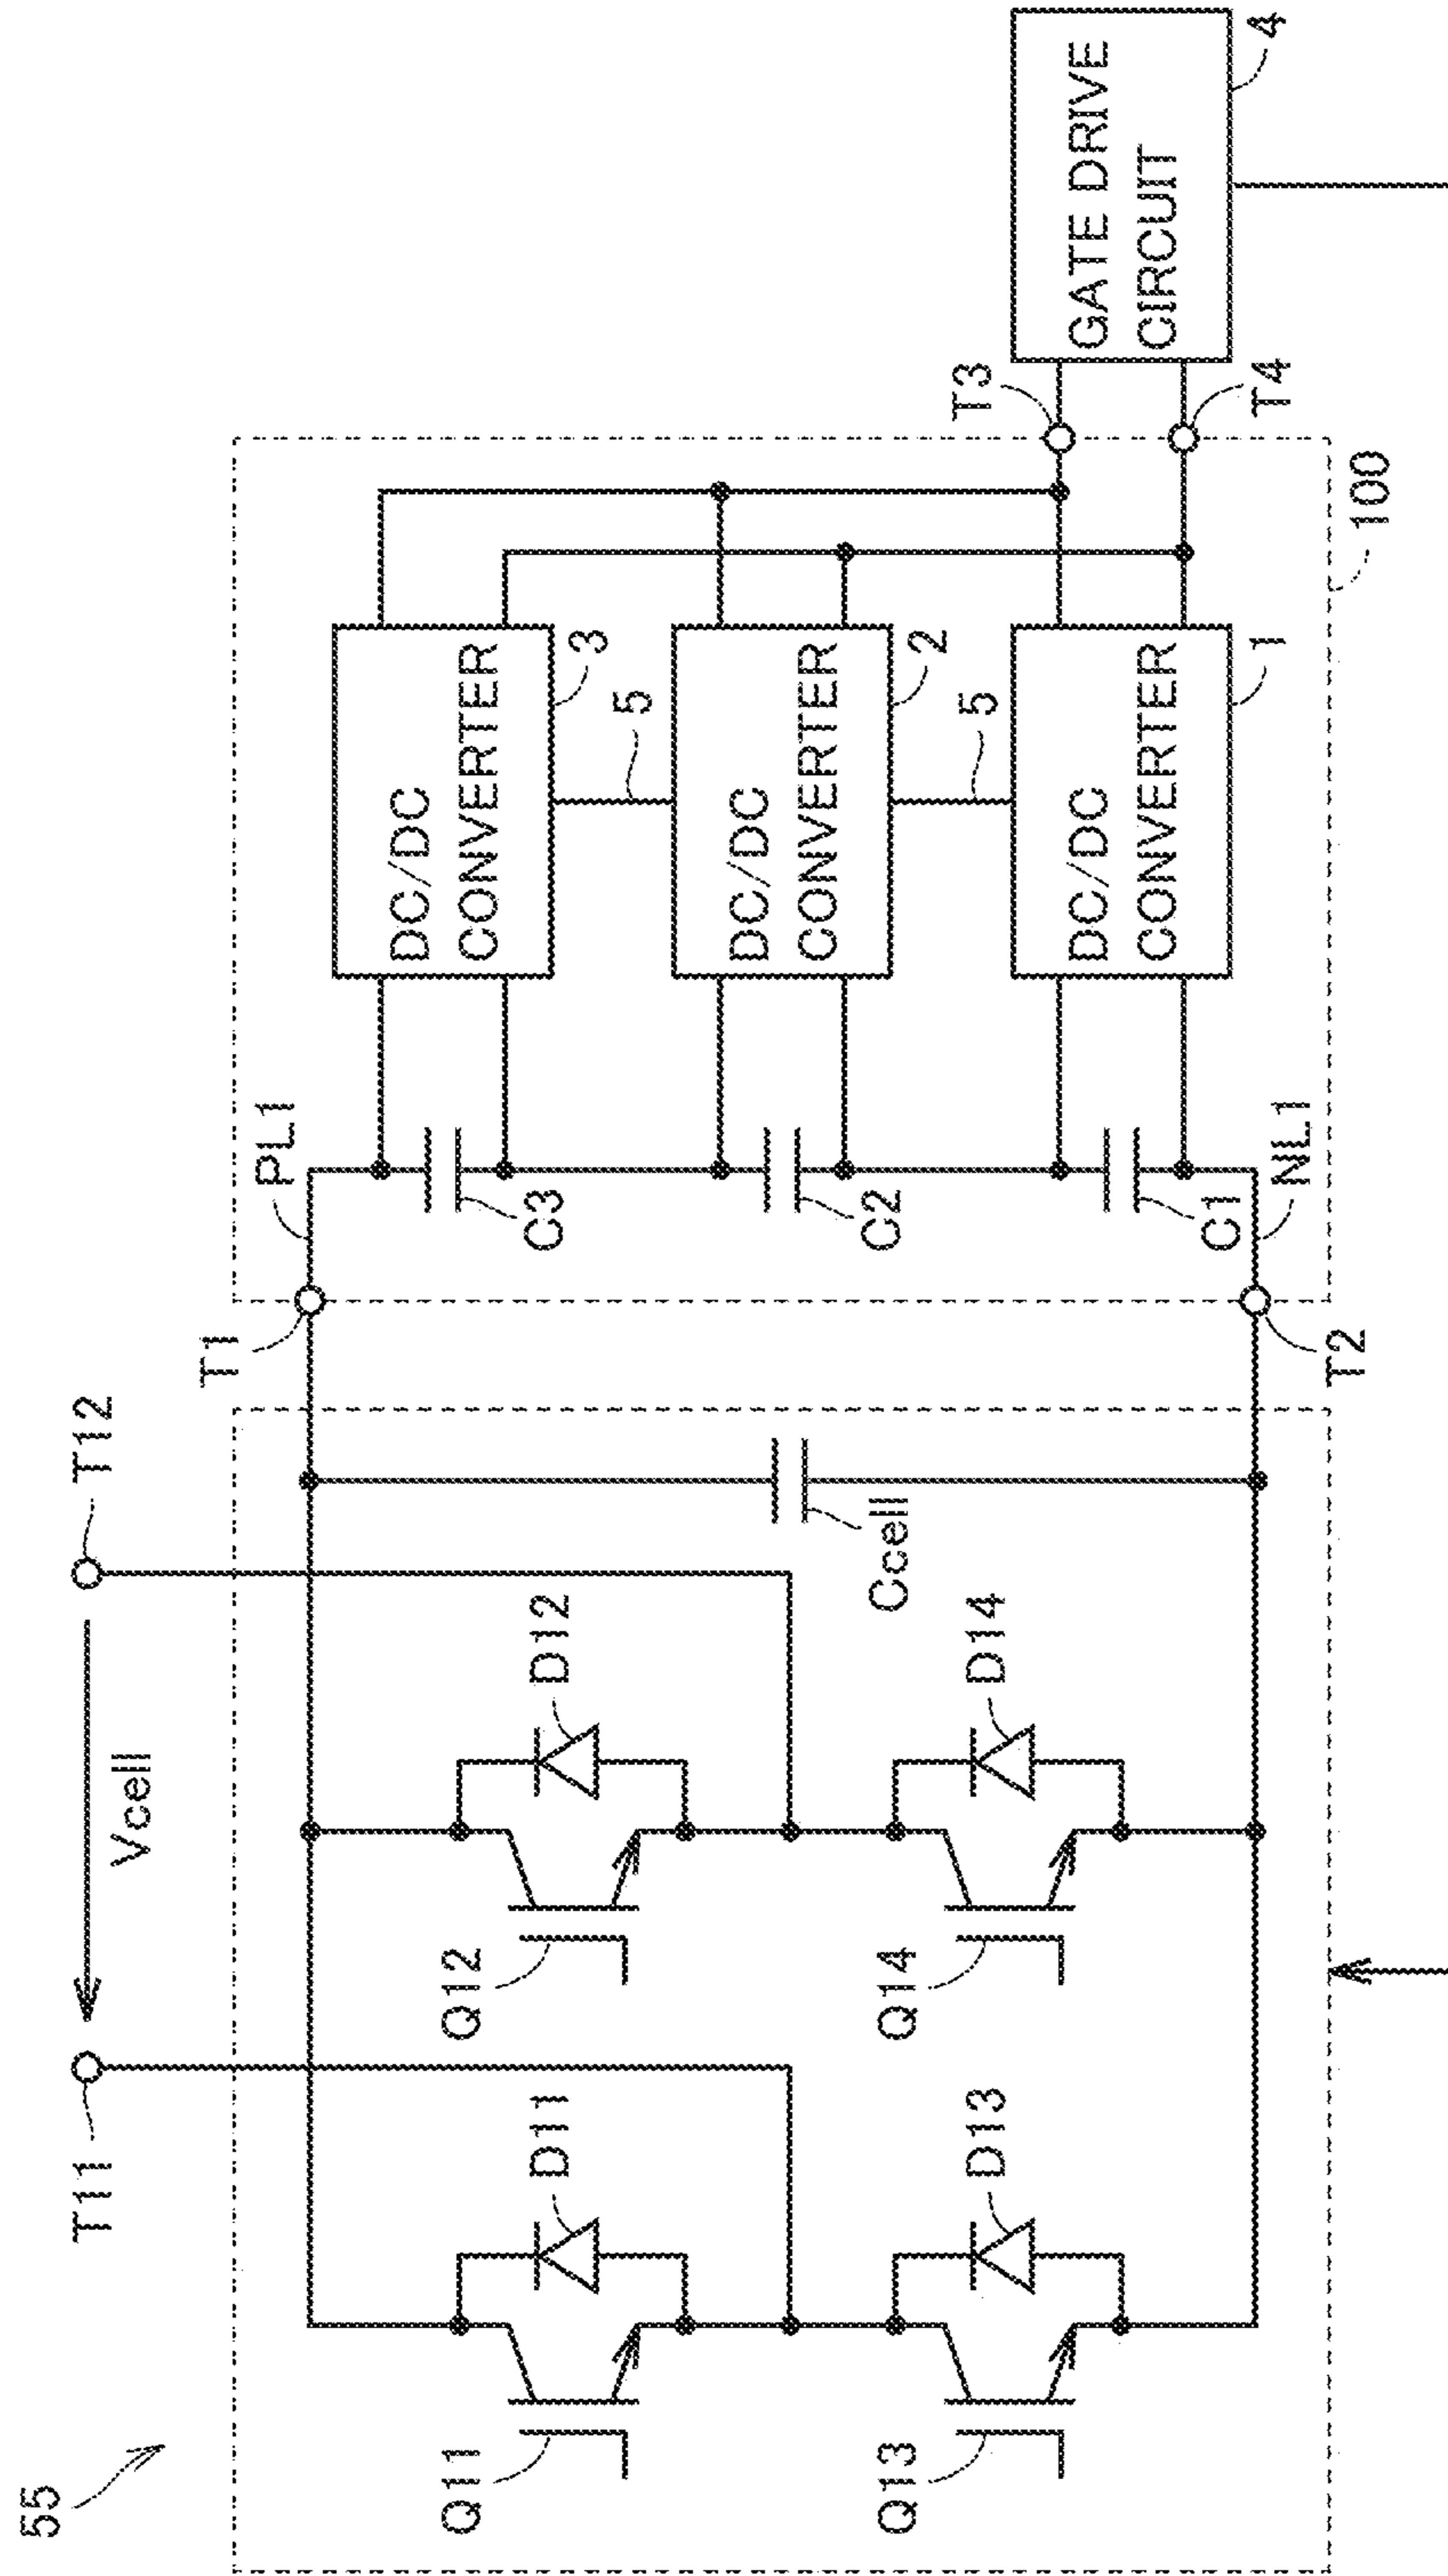 55
T11
Vcell
T12
T1
PL1
Q11
D11
Q12
D12
Ccell
C3
DC/DC
CONVERTER
3
5
C2
DC/DC
CONVERTER
2
5
Q13
D13
Q14
D14
C1
DC/DC
CONVERTER
1
T3
GATE DRIVE
CIRCUIT
4
T4
NL1
T2
100